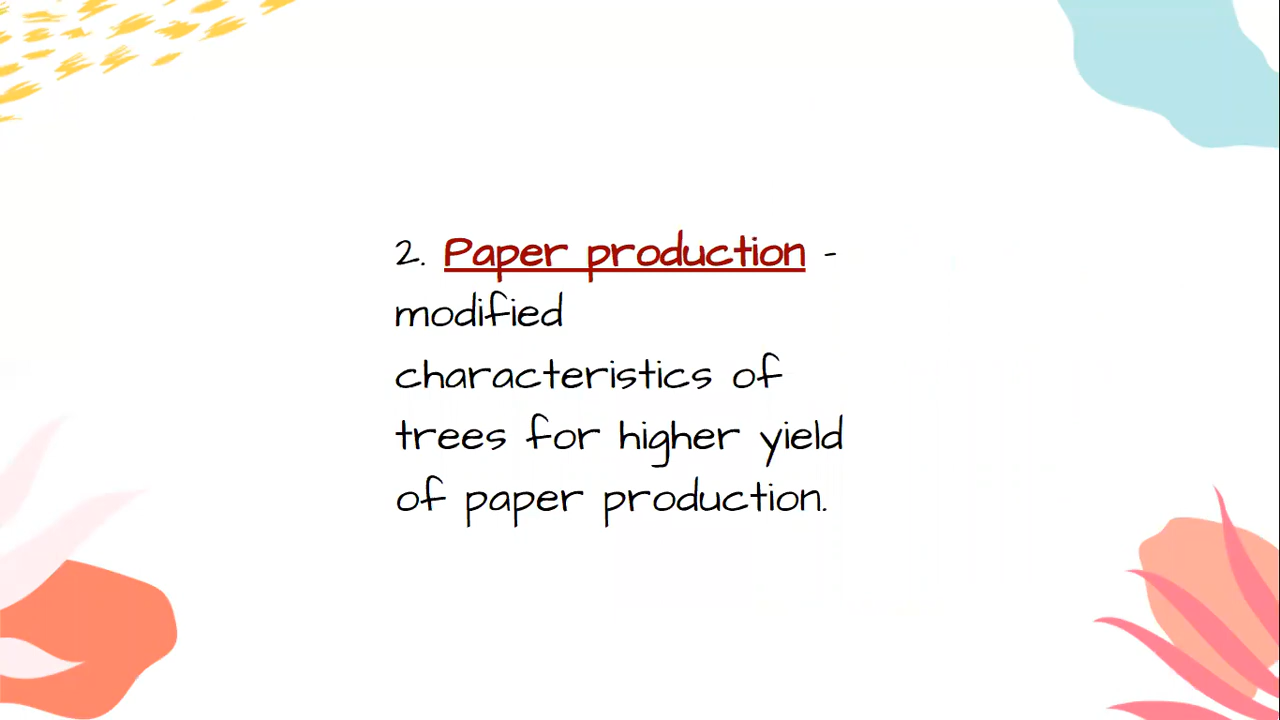 2. Paper production -
modified
characteristics of
trees for higher yield
of paper production.